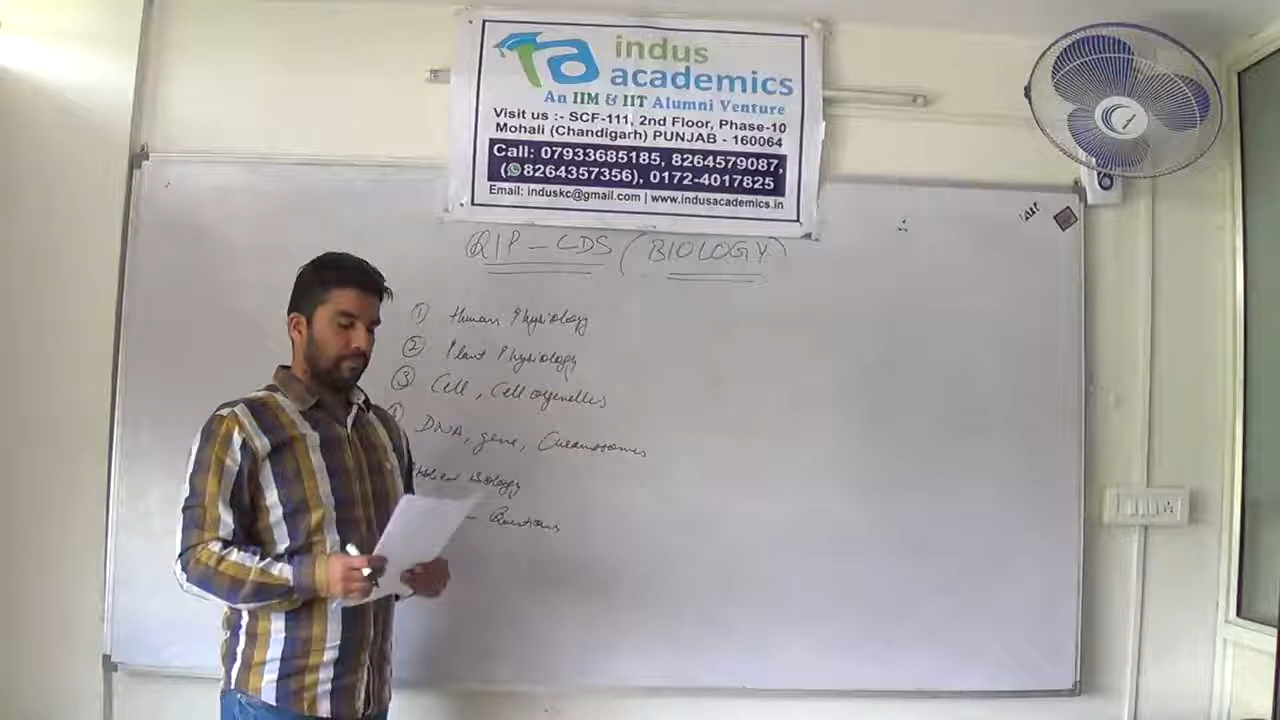 indus
academics
An IIM & IIT Alumni Venture
Visit us :- SCF-111, 2nd Floor, Phase-10
Mohali (Chandigarh) PUNJAB - 160064
Call: 07933685185, 8264579087,
(8264357356), 0172-4017825
Email: induskc@gmail.com | www.indusacademics.in
QIP - CDS (BIOLOGY)
① Human Physiology
② Plant Physiology
③ Cell, Cell organelles
DNA, gene, Chromosomes
Biology
- Questions